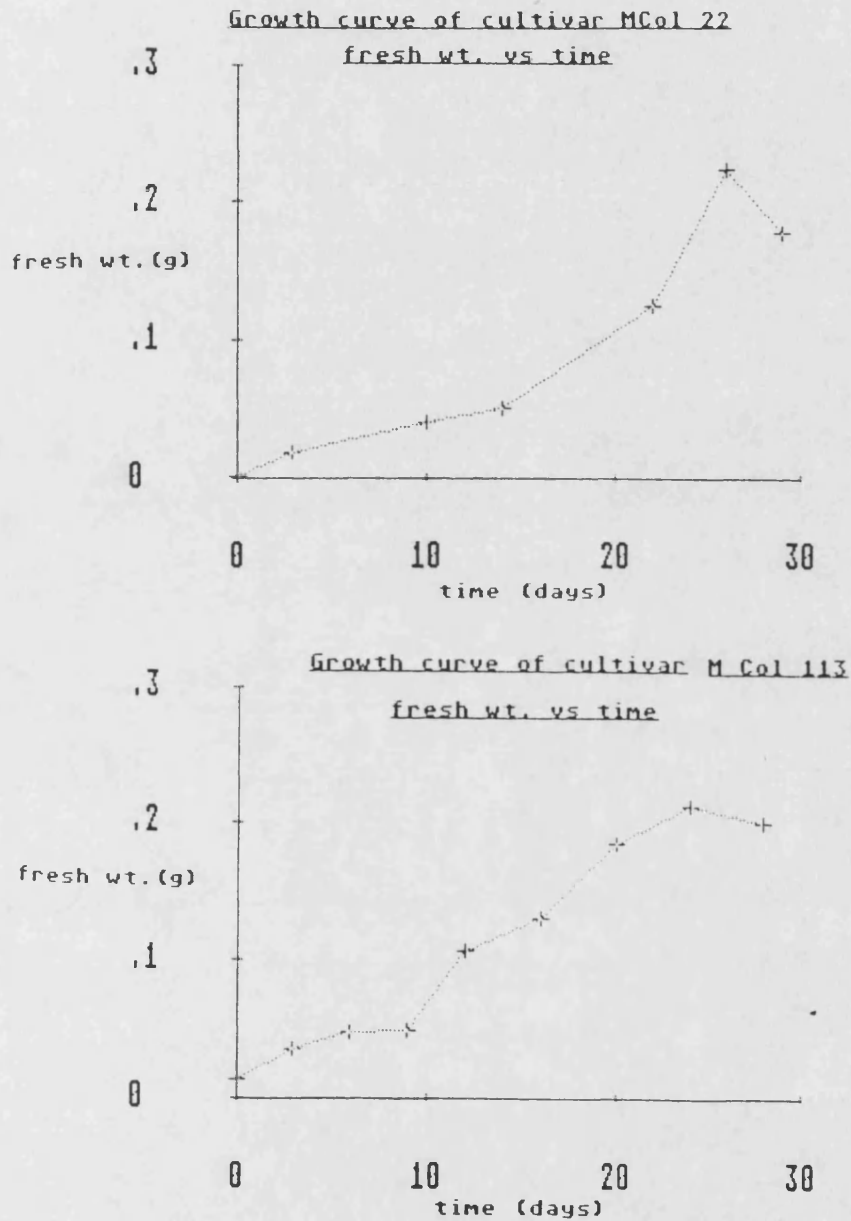 Growth curve of cultivar MCol 22
fresh wt. vs time
.3
.2
fresh wt.(g)
.1
0
0 10 20 30
time (days)
Growth curve of cultivar M Col 113
fresh wt. vs time
.3
.2
fresh wt.(g)
.1
0
0 10 20 30
time (days)